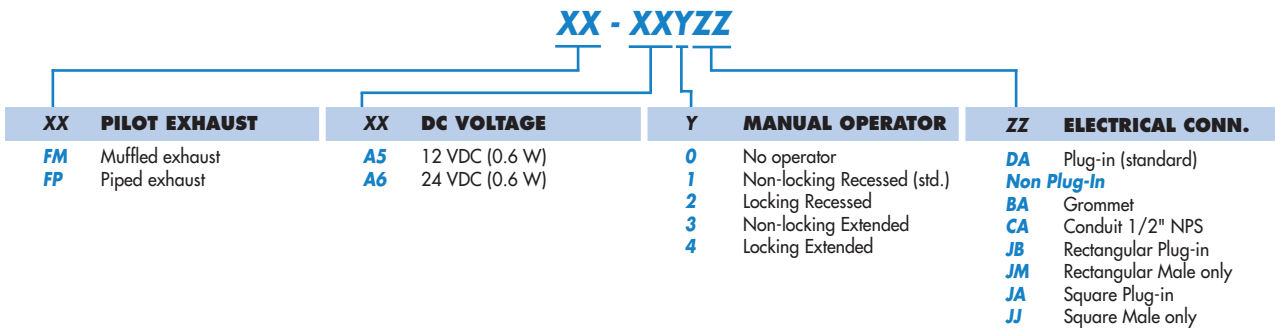 XX - XXYZZ
XX PILOT EXHAUST
FM Muffled exhaust
FP Piped exhaust
XX DC VOLTAGE
A5 12 VDC (0.6 W)
A6 24 VDC (0.6 W)
Y MANUAL OPERATOR
0 No operator
1 Non-locking Recessed (std.)
2 Locking Recessed
3 Non-locking Extended
4 Locking Extended
ZZ ELECTRICAL CONN.
DA Plug-in (standard)
Non Plug-In
BA Grommet
CA Conduit 1/2" NPS
JB Rectangular Plug-in
JM Rectangular Male only
JA Square Plug-in
JJ Square Male only